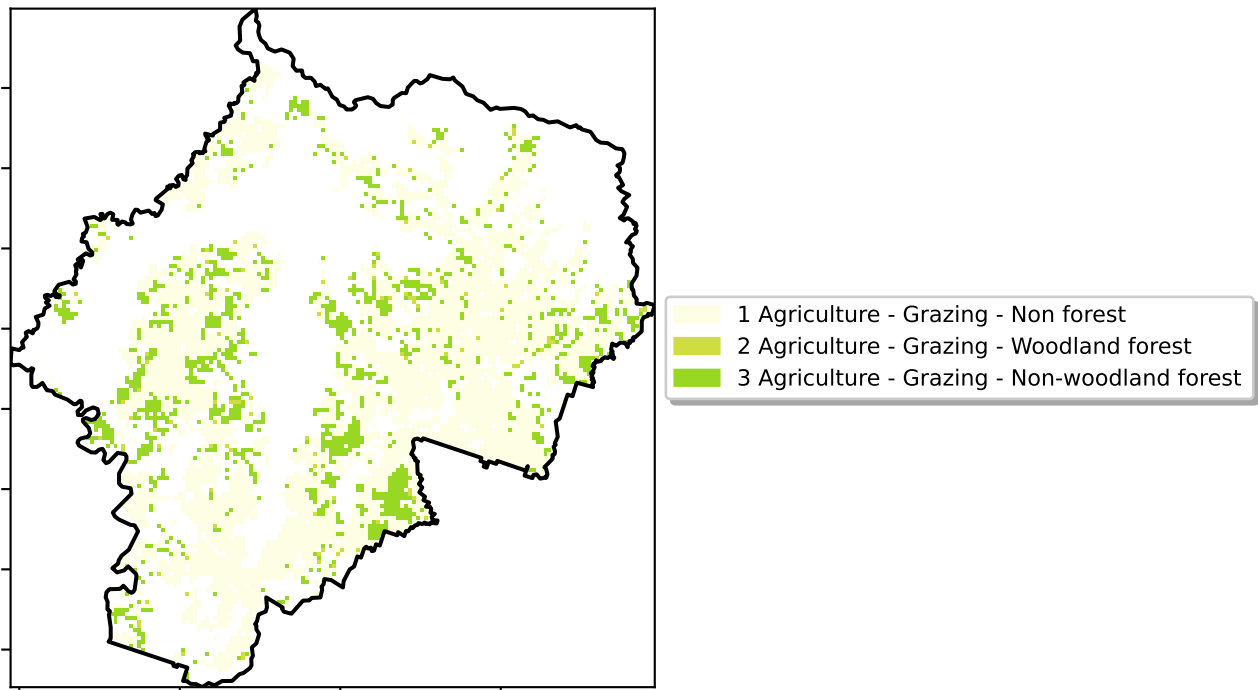 1 Agriculture - Grazing - Non forest
2 Agriculture - Grazing - Woodland forest
3 Agriculture - Grazing - Non-woodland forest